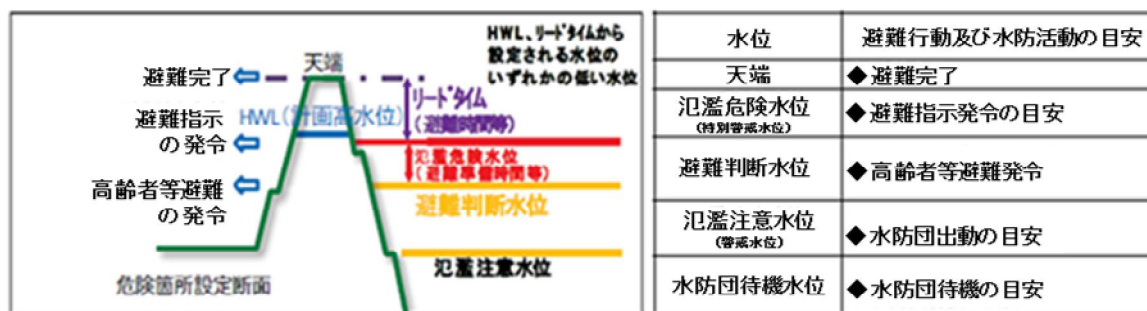 HWL、リードタイムから
設定される水位の
いずれかの低い水位
天端
避難完了
リードタイム
(避難時間等)
HWL(計画高水位)
避難指示
の発令
氾濫危険水位
(避難準備時間等)
高齢者等避難
の発令
避難判断水位
氾濫注意水位
危険箇所設定断面
水位 避難行動及び水防活動の目安
天端 ◆避難完了
氾濫危険水位 ◆避難指示発令の目安
(特別警戒水位)
避難判断水位 ◆高齢者等避難発令
氾濫注意水位 ◆水防団出動の目安
(警戒水位)
水防団待機水位 ◆水防団待機の目安